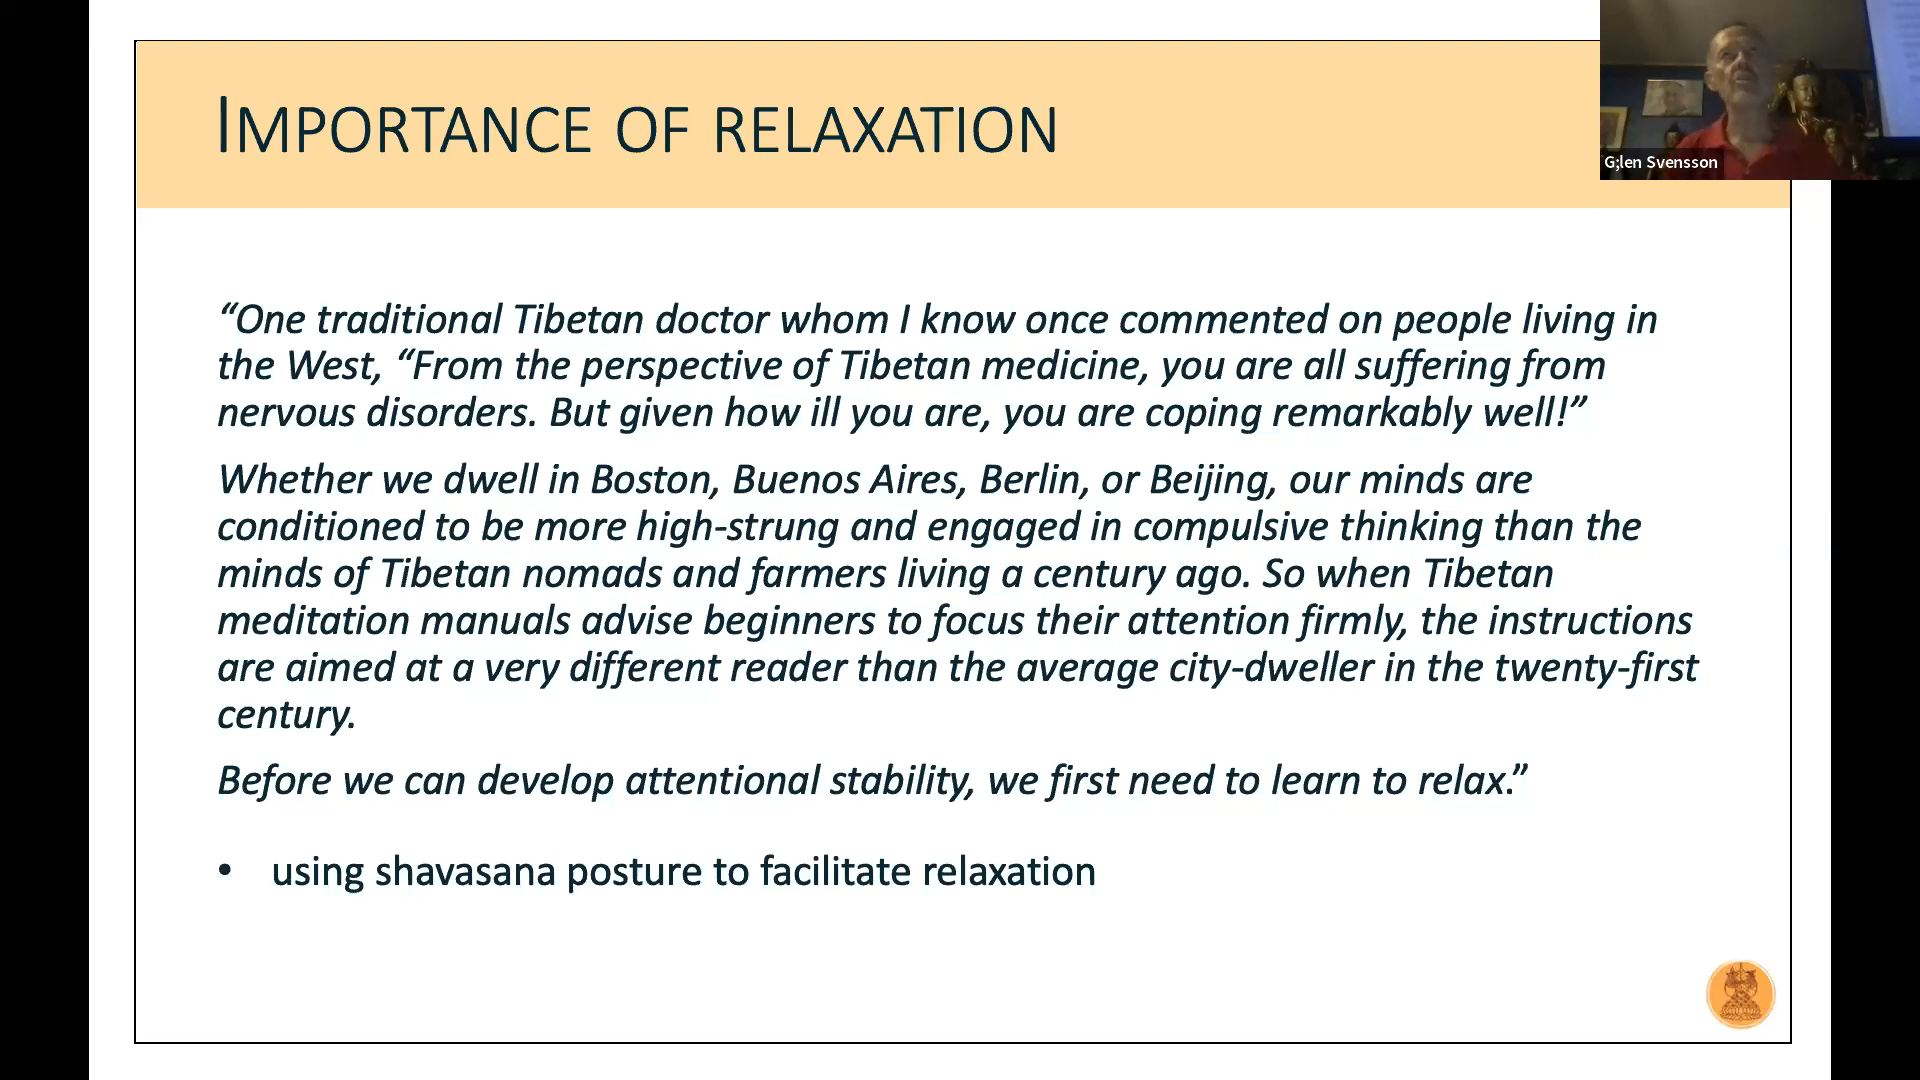 IMPORTANCE OF RELAXATION
G;len Svensson
“One traditional Tibetan doctor whom I know once commented on people living in
the West, “From the perspective of Tibetan medicine, you are all suffering from
nervous disorders. But given how ill you are, you are coping remarkably well!”
Whether we dwell in Boston, Buenos Aires, Berlin, or Beijing, our minds are
conditioned to be more high-strung and engaged in compulsive thinking than the
minds of Tibetan nomads and farmers living a century ago. So when Tibetan
meditation manuals advise beginners to focus their attention firmly, the instructions
are aimed at a very different reader than the average city-dweller in the twenty-first
century.
Before we can develop attentional stability, we first need to learn to relax.”
• using shavasana posture to facilitate relaxation